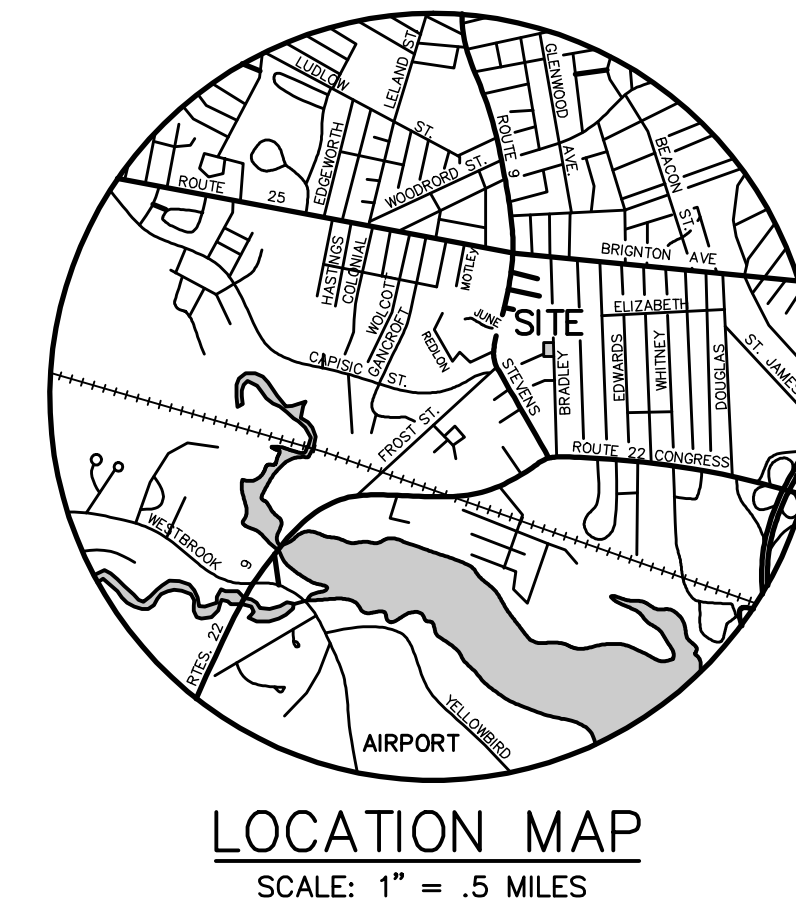 LUDLOW ST.
LELAND ST
GLENWOOD AVE.
ROUTE 9
BEACON ST.
EDGEWORTH
WOODRORD ST.
ROUTE 25
BRIGNTON AVE
HASTINGS
COLONIAL
MOTLEY
WOLCOTT
GANCROFT
JUNE
REDLON
SITE
ELIZABETH
STEVENS
BRADLEY
EDWARDS
WHITNEY
DOUGLAS
ST. JAMES
CAPISIC ST.
FROST ST.
ROUTE 22 CONGRESS
WESTBROOK
9
RTES. 22
YELLOWBIRD
AIRPORT
LOCATION MAP
SCALE: 1" = .5 MILES